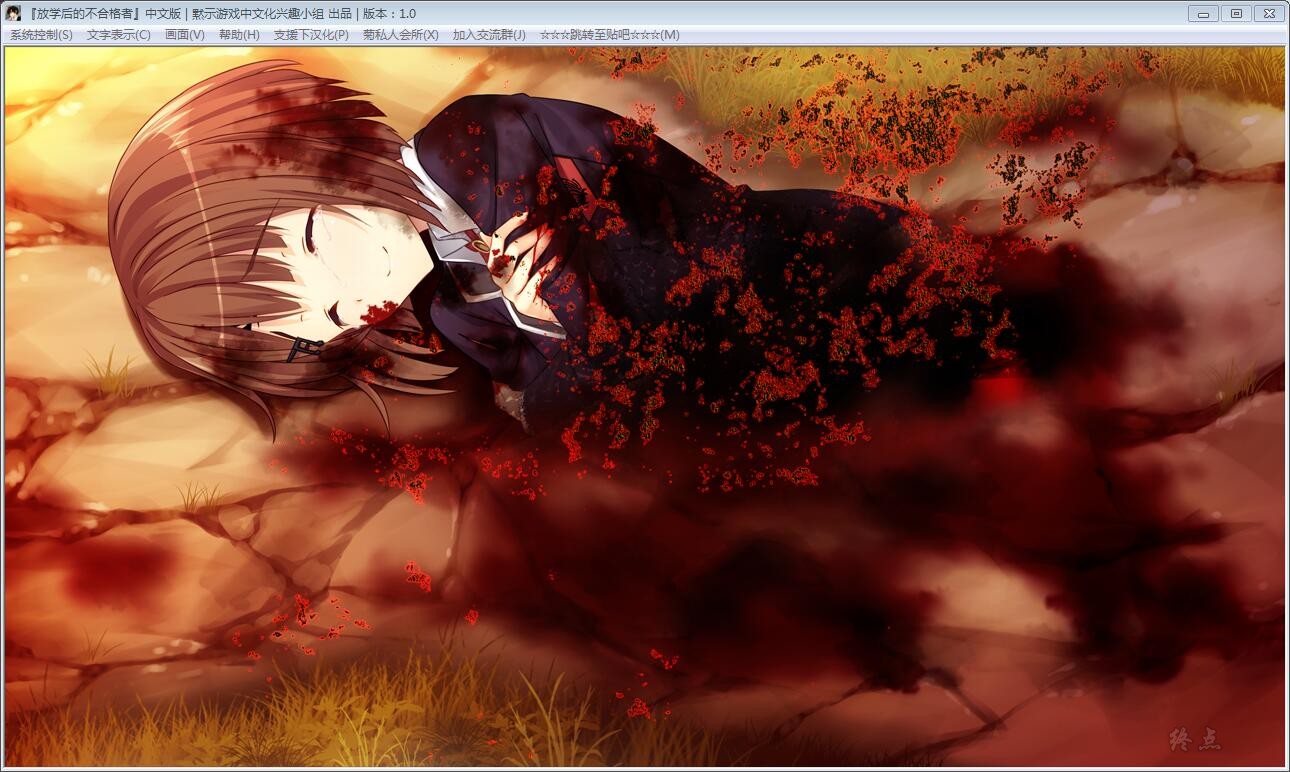 『放学后的不合格者』中文版 | 默示游戏中文化兴趣小组 出品 | 版本：1.0
系统控制(S) 文字表示(C) 画面(V) 帮助(H) 支援下汉化(P) 菊私人会所(X) 加入交流群(J) ☆☆☆跳转至贴吧☆☆☆(M)
终点